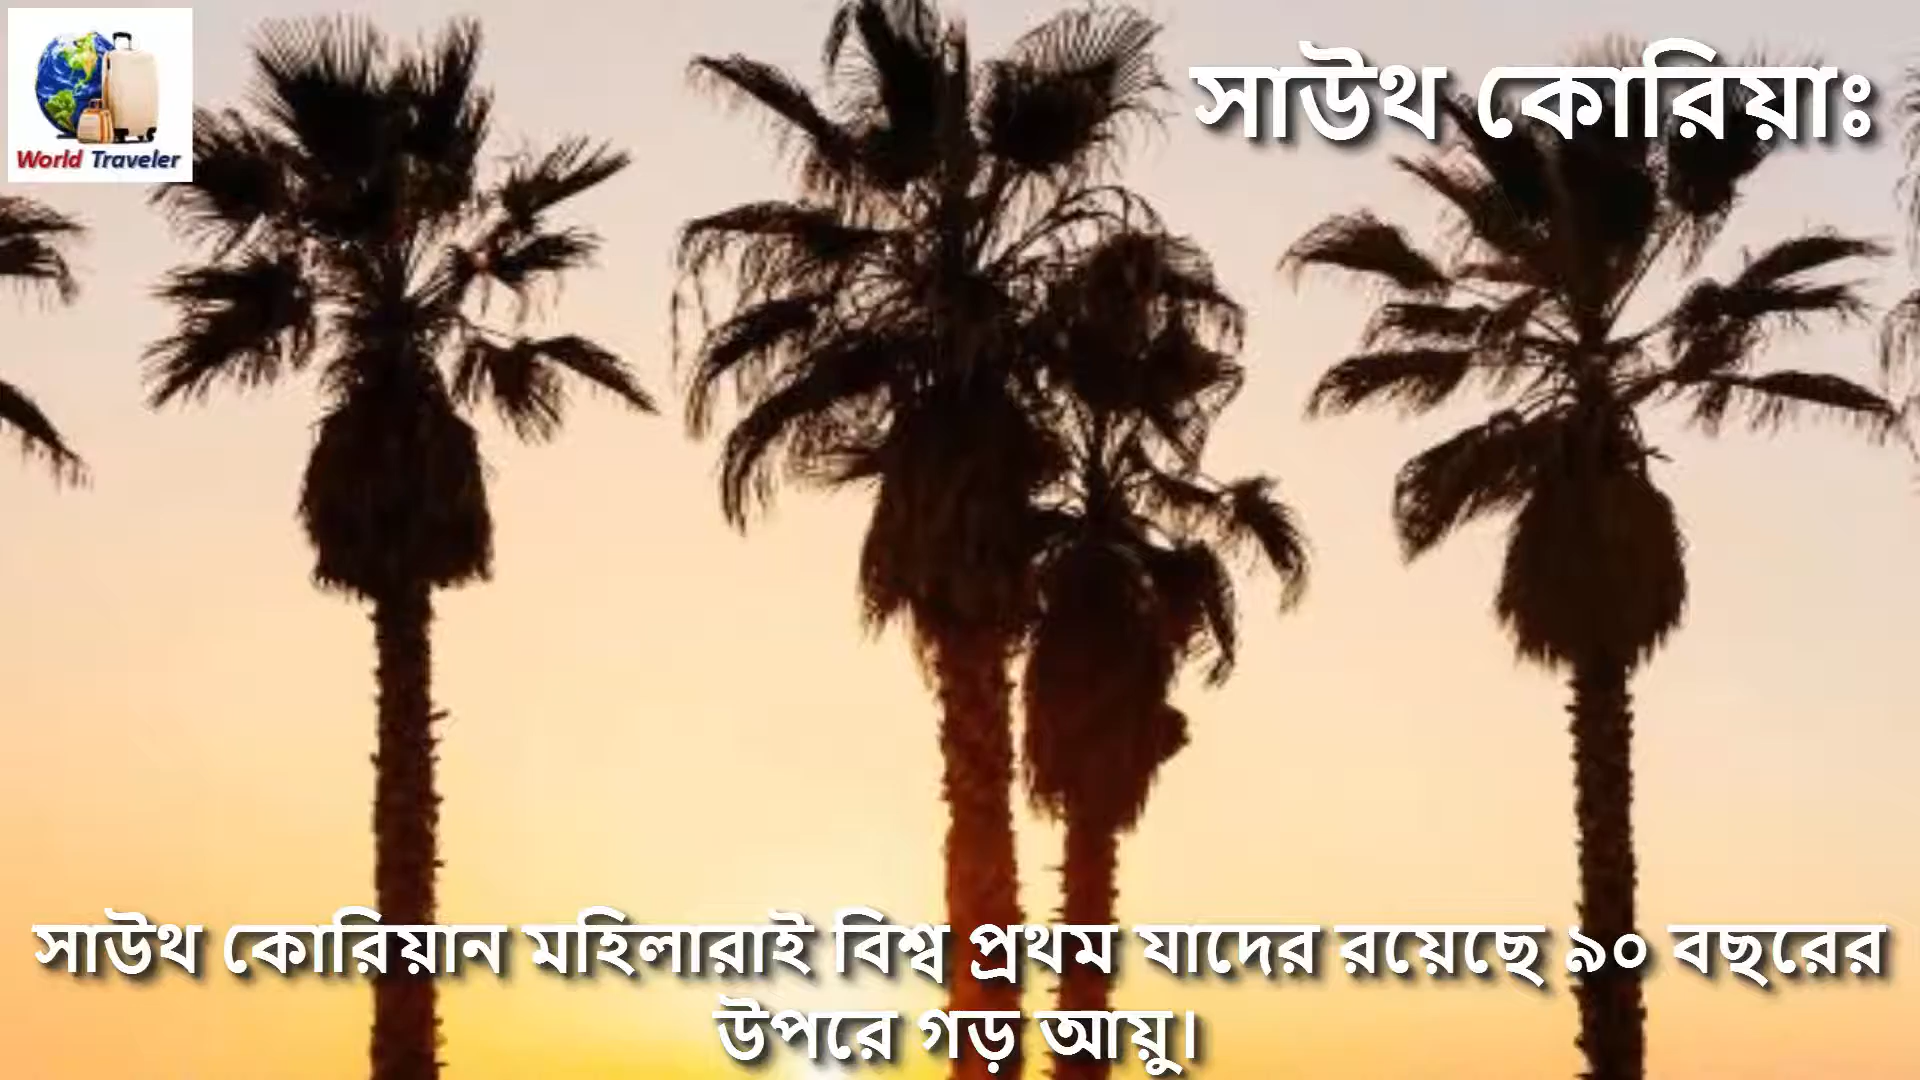 World Traveler
সাউথ কোরিয়াঃ
সাউথ কোরিয়ান মহিলারাই বিশ্ব প্রথম যাদের রয়েছে ৯০ বছরের
উপরে গড় আয়ু।